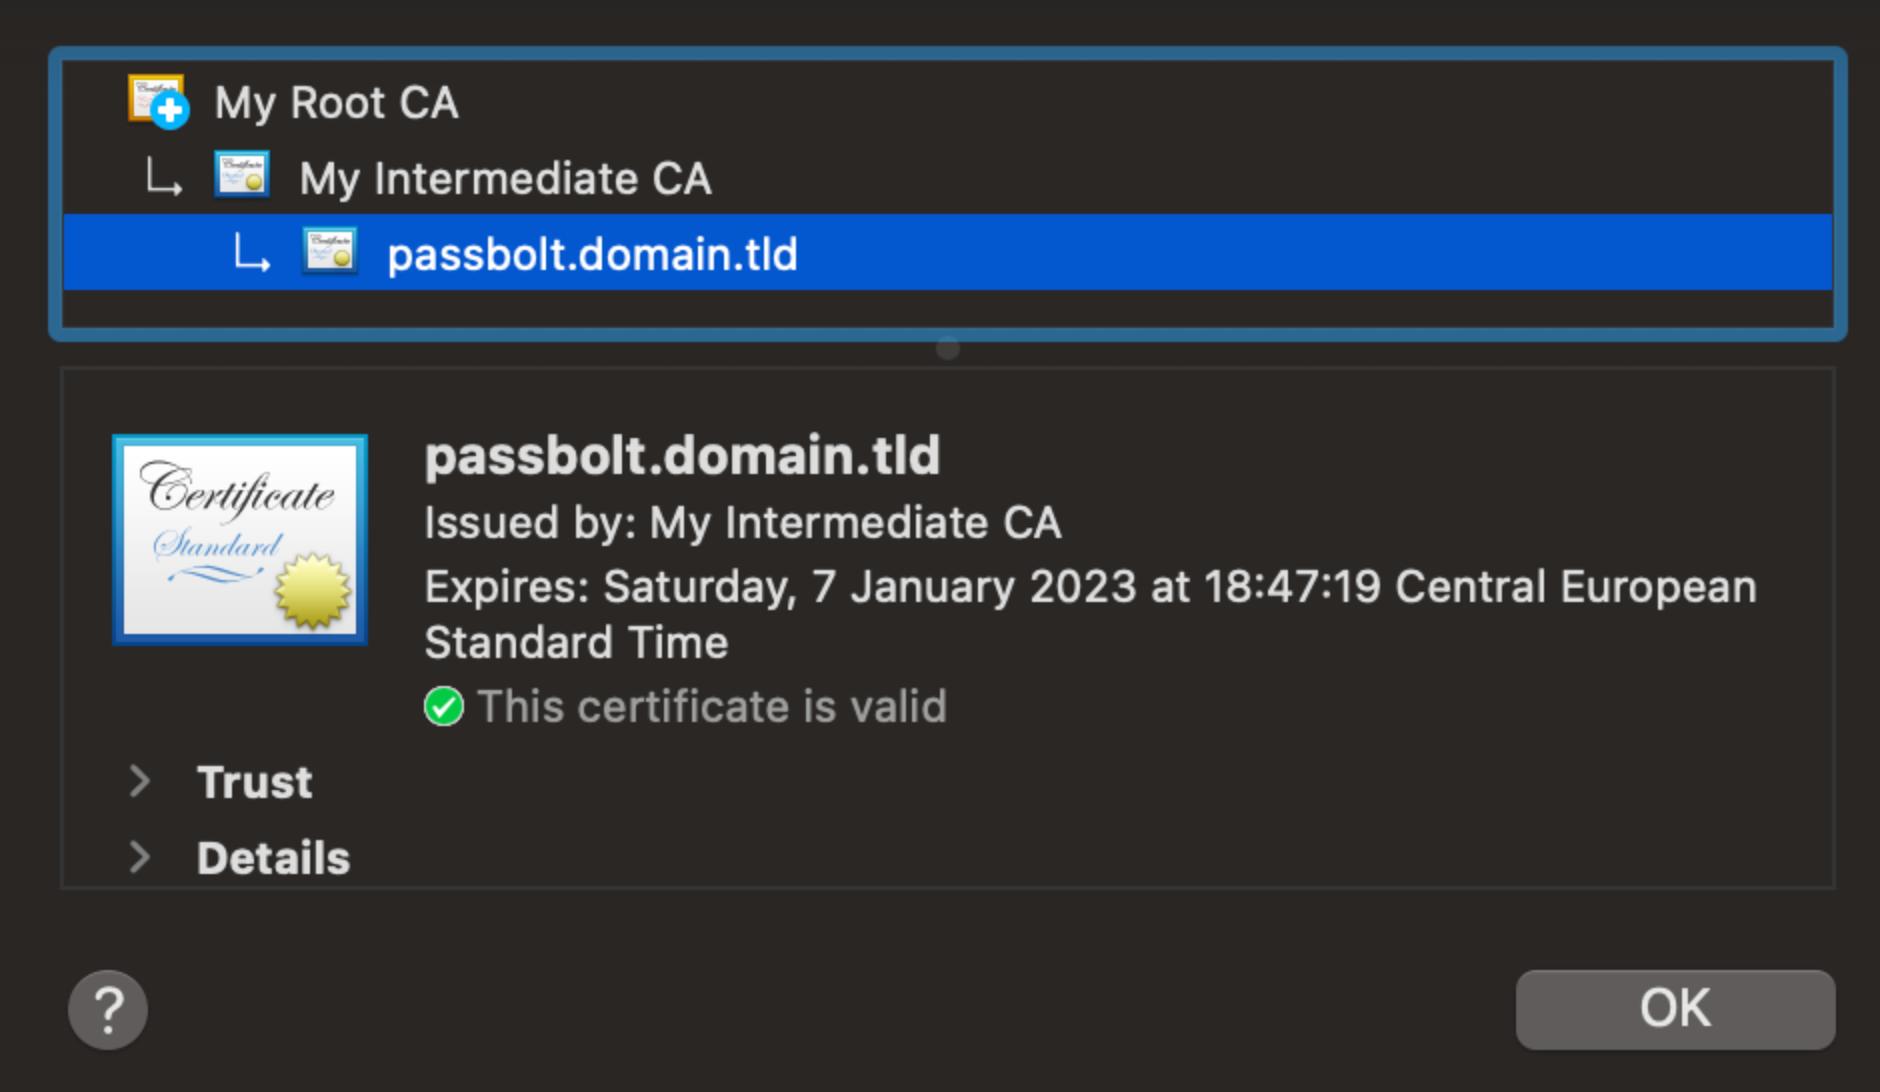 My Root CA
My Intermediate CA
passbolt.domain.tld
Certificate
Standard
passbolt.domain.tld
Issued by: My Intermediate CA
Expires: Saturday, 7 January 2023 at 18:47:19 Central European
Standard Time
This certificate is valid
Trust
Details
?
OK